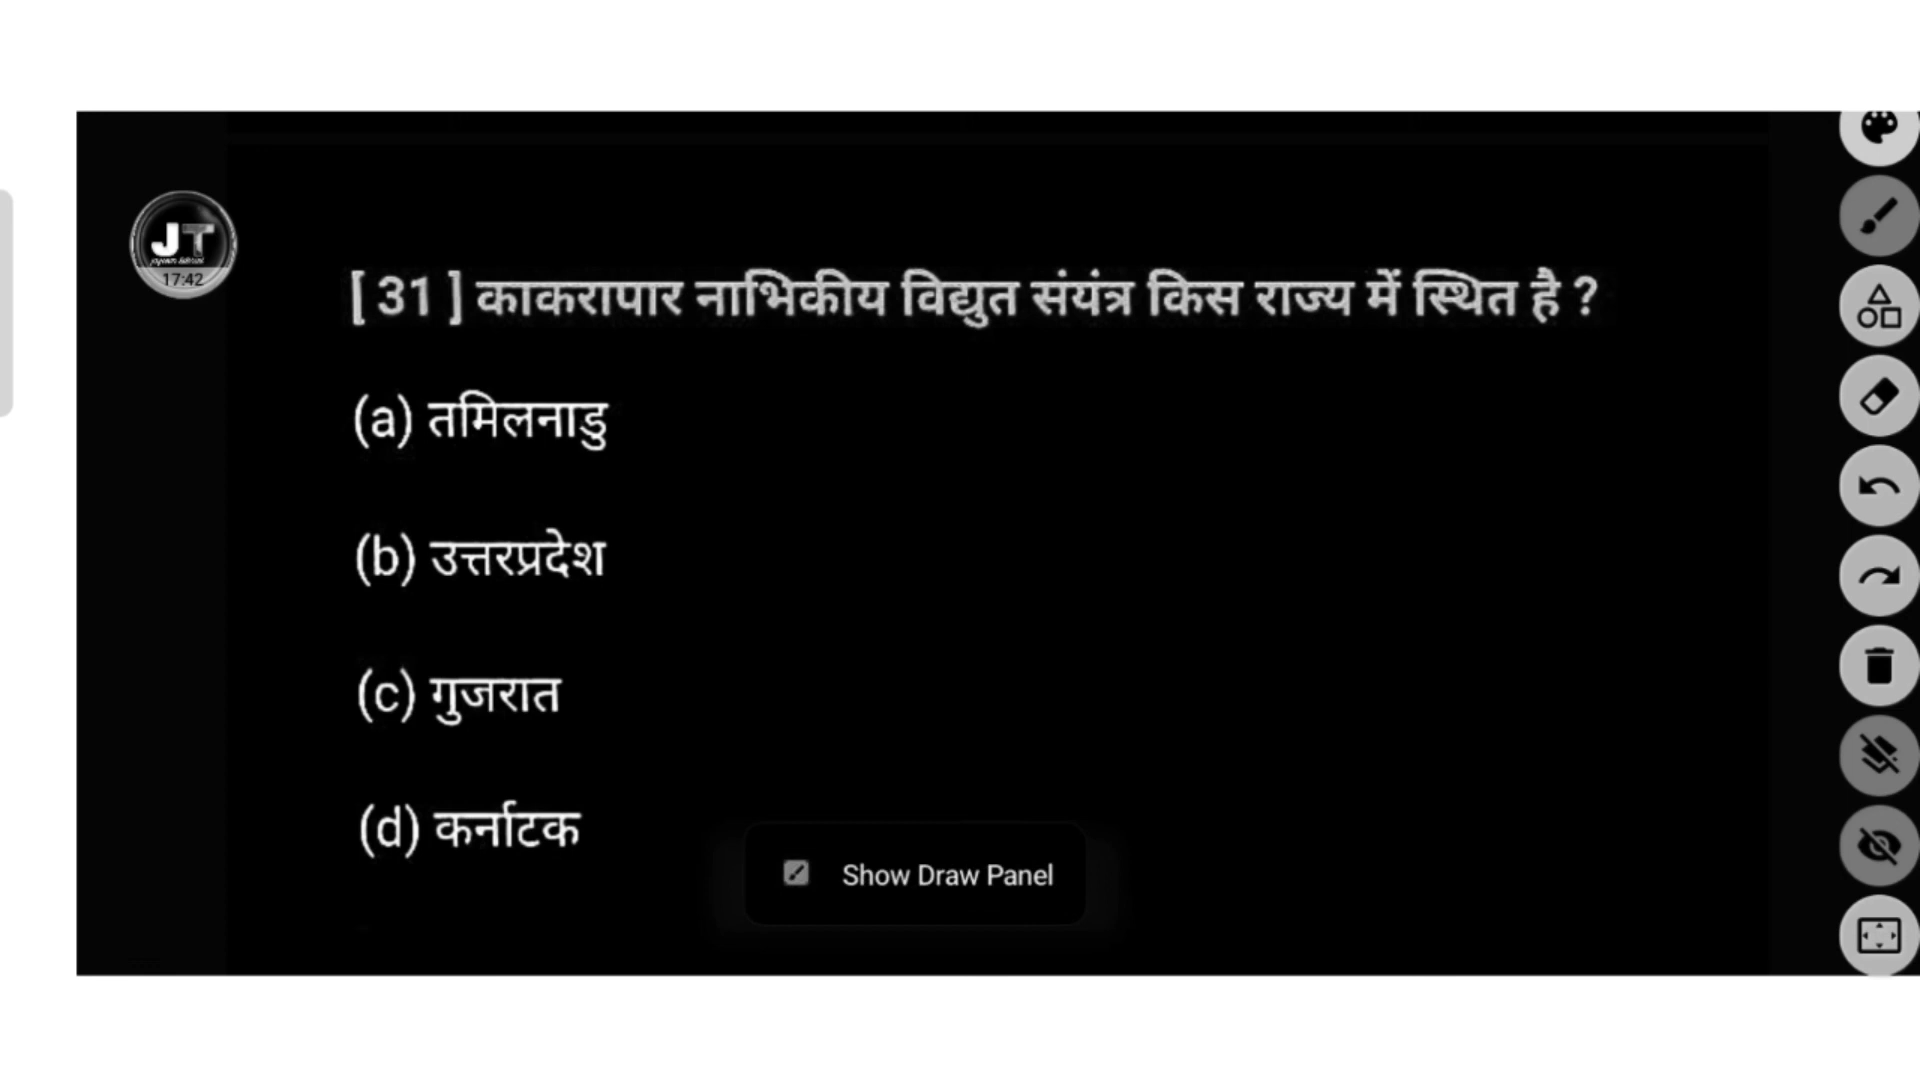 JT
17:42
[ 31 ] काकरापार नाभिकीय विद्युत संयंत्र किस राज्य में स्थित है ?
(a) तमिलनाडु
(b) उत्तरप्रदेश
(c) गुजरात
(d) कर्नाटक
Show Draw Panel